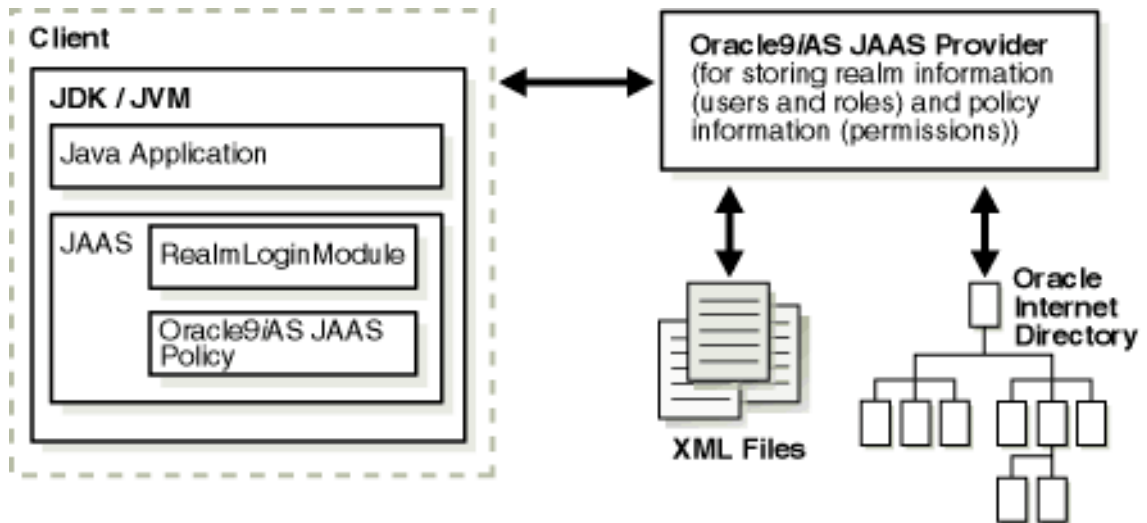 Client
JDK / JVM
Java Application
JAAS
RealmLoginModule
Oracle9iAS JAAS
Policy
Oracle9iAS JAAS Provider
(for storing realm information
(users and roles) and policy
information (permissions))
XML Files
Oracle
Internet
Directory